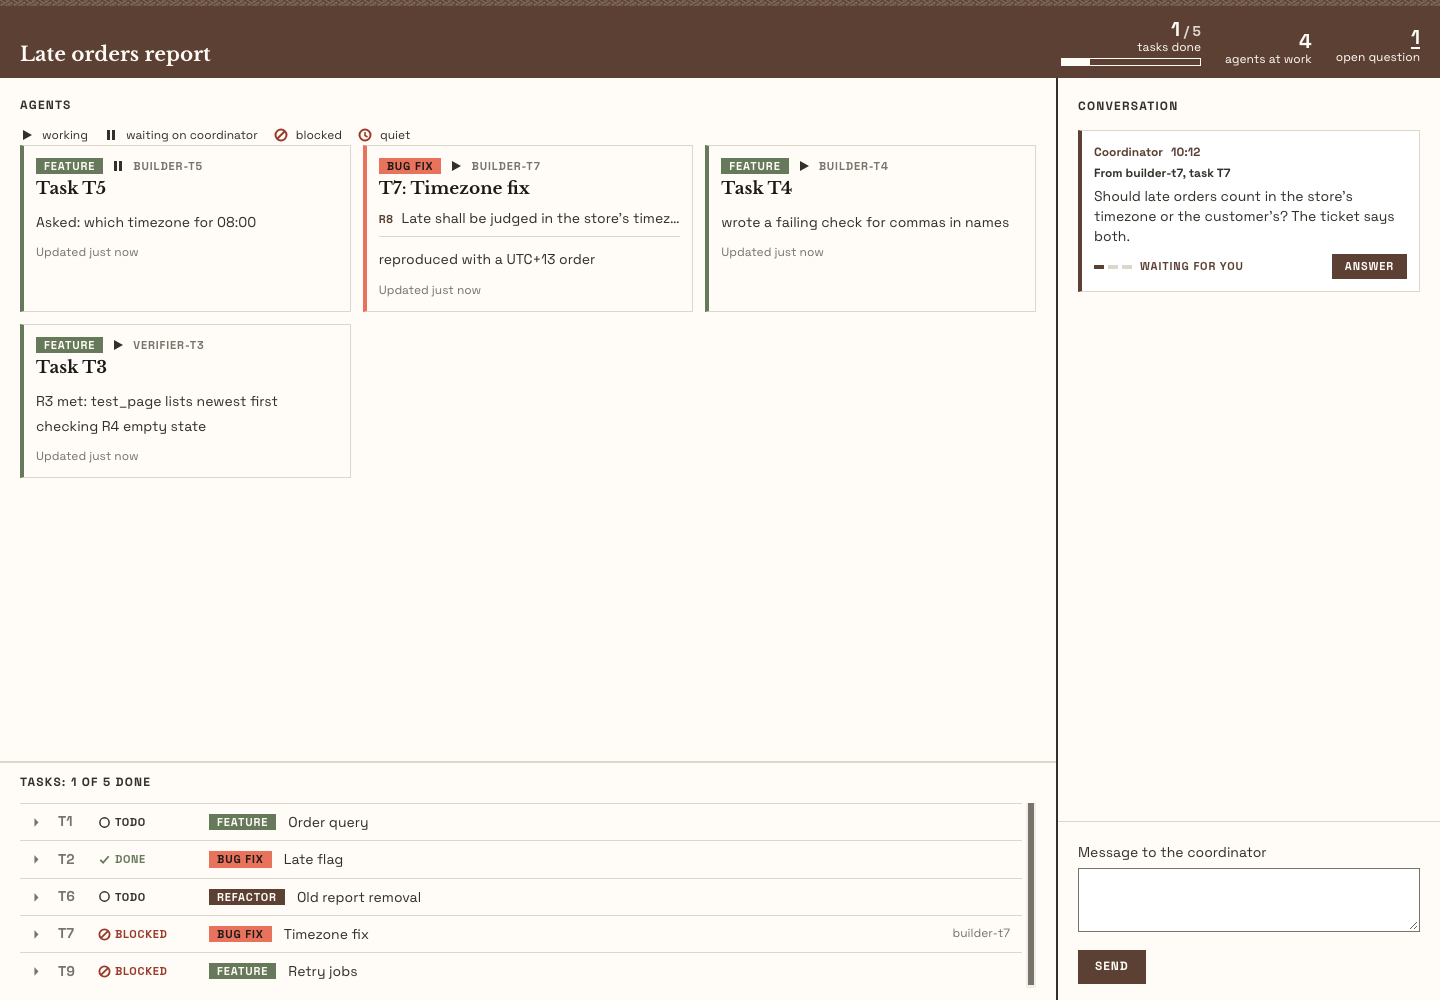 Late orders report
1 / 5
tasks done
4
agents at work
1
open question
AGENTS
working
waiting on coordinator
blocked
quiet
FEATURE BUILDER-T5
Task T5
Asked: which timezone for 08:00
Updated just now
BUG FIX BUILDER-T7
T7: Timezone fix
R8 Late shall be judged in the store's timez...
reproduced with a UTC+13 order
Updated just now
FEATURE BUILDER-T4
Task T4
wrote a failing check for commas in names
Updated just now
FEATURE VERIFIER-T3
Task T3
R3 met: test_page lists newest first
checking R4 empty state
Updated just now
TASKS: 1 OF 5 DONE
T1 TODO FEATURE Order query
T2 DONE BUG FIX Late flag
T6 TODO REFACTOR Old report removal
T7 BLOCKED BUG FIX Timezone fix builder-t7
T9 BLOCKED FEATURE Retry jobs
CONVERSATION
Coordinator 10:12
From builder-t7, task T7
Should late orders count in the store's
timezone or the customer's? The ticket says
both.
WAITING FOR YOU ANSWER
Message to the coordinator
SEND